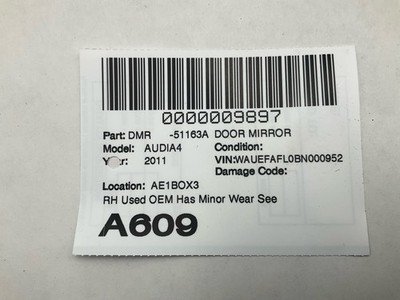 0000009897
Part: DMR -51163A DOOR MIRROR
Model: AUDIA4 Condition:
Year: 2011 VIN:WAUEFAFL0BN000952
Damage Code:
Location: AE1BOX3
RH Used OEM Has Minor Wear See
A609